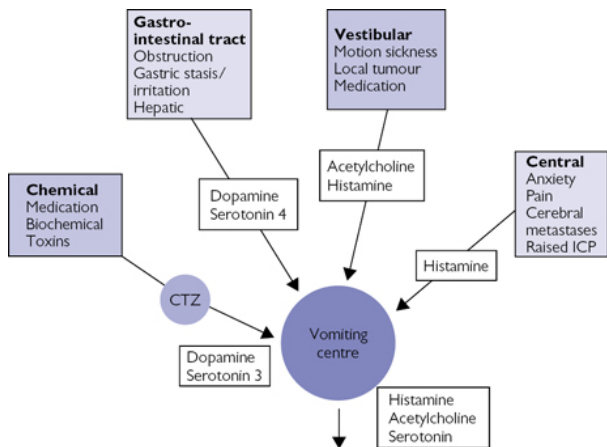 Gastro-
intestinal tract
Obstruction
Gastric stasis/
irritation
Hepatic
Vestibular
Motion sickness
Local tumour
Medication
Central
Anxiety
Pain
Cerebral
metastases
Raised ICP
Chemical
Medication
Biochemical
Toxins
Dopamine
Serotonin 4
Acetylcholine
Histamine
Histamine
CTZ
Vomiting
centre
Dopamine
Serotonin 3
Histamine
Acetylcholine
Serotonin